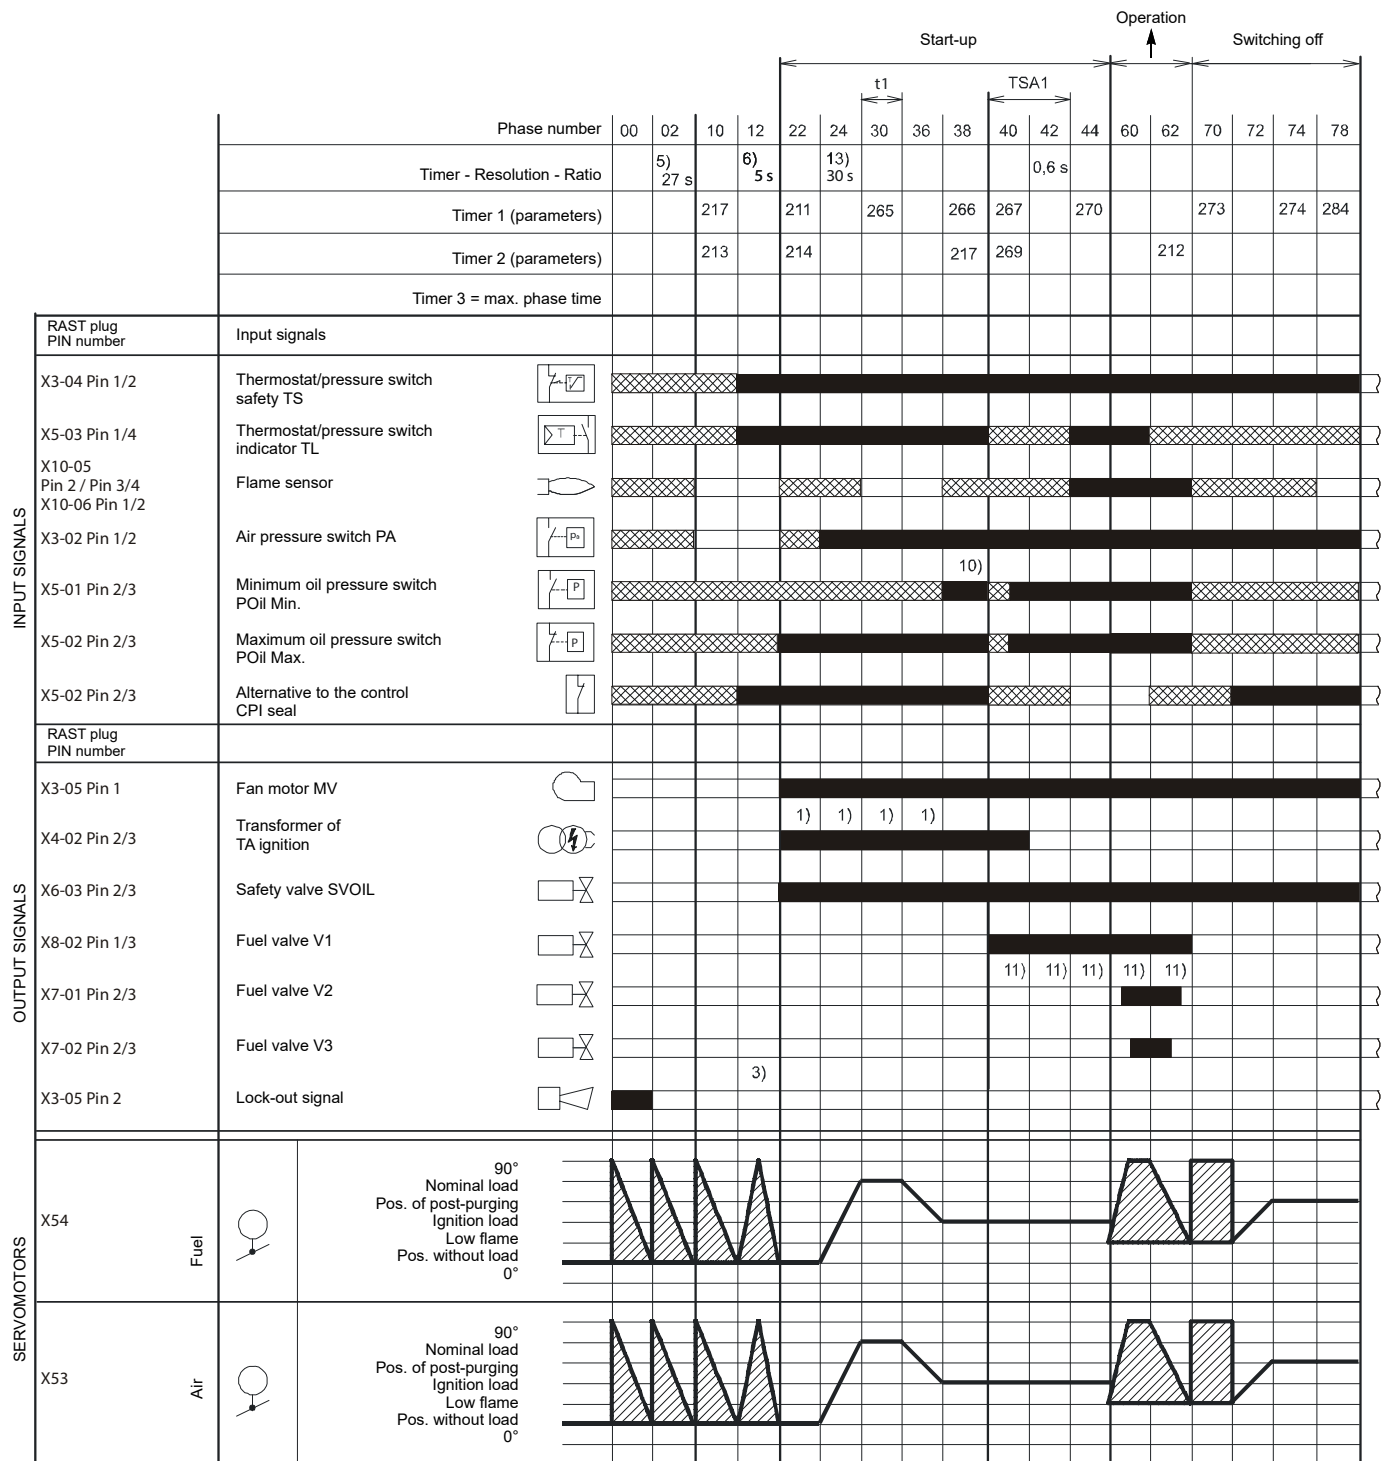 Operation
Start-up
Switching off
t1
TSA1
Phase number 00 02 10 12 22 24 30 36 38 40 42 44 60 62 70 72 74 78
5) 6) 13)
Timer - Resolution - Ratio 27 s 5 s 30 s 0,6 s
Timer 1 (parameters) 217 211 265 266 267 270 273 274 284
Timer 2 (parameters) 213 214 217 269 212
Timer 3 = max. phase time
RAST plug
PIN number
Input signals
INPUT SIGNALS
X3-04 Pin 1/2
Thermostat/pressure switch
safety TS
X5-03 Pin 1/4
Thermostat/pressure switch
indicator TL
T
X10-05
Pin 2 / Pin 3/4
X10-06 Pin 1/2
Flame sensor
X3-02 Pin 1/2
Air pressure switch PA
Pa
10)
X5-01 Pin 2/3
Minimum oil pressure switch
POil Min.
P
X5-02 Pin 2/3
Maximum oil pressure switch
POil Max.
P
X5-02 Pin 2/3
Alternative to the control
CPI seal
RAST plug
PIN number
OUTPUT SIGNALS
X3-05 Pin 1
Fan motor MV
1) 1) 1) 1)
X4-02 Pin 2/3
Transformer of
TA ignition
X6-03 Pin 2/3
Safety valve SVOIL
X8-02 Pin 1/3
Fuel valve V1
11) 11) 11) 11) 11)
X7-01 Pin 2/3
Fuel valve V2
X7-02 Pin 2/3
Fuel valve V3
3)
X3-05 Pin 2
Lock-out signal
SERVOMOTORS
X54
Fuel
90°
Nominal load
Pos. of post-purging
Ignition load
Low flame
Pos. without load
0°
X53
Air
90°
Nominal load
Pos. of post-purging
Ignition load
Low flame
Pos. without load
0°